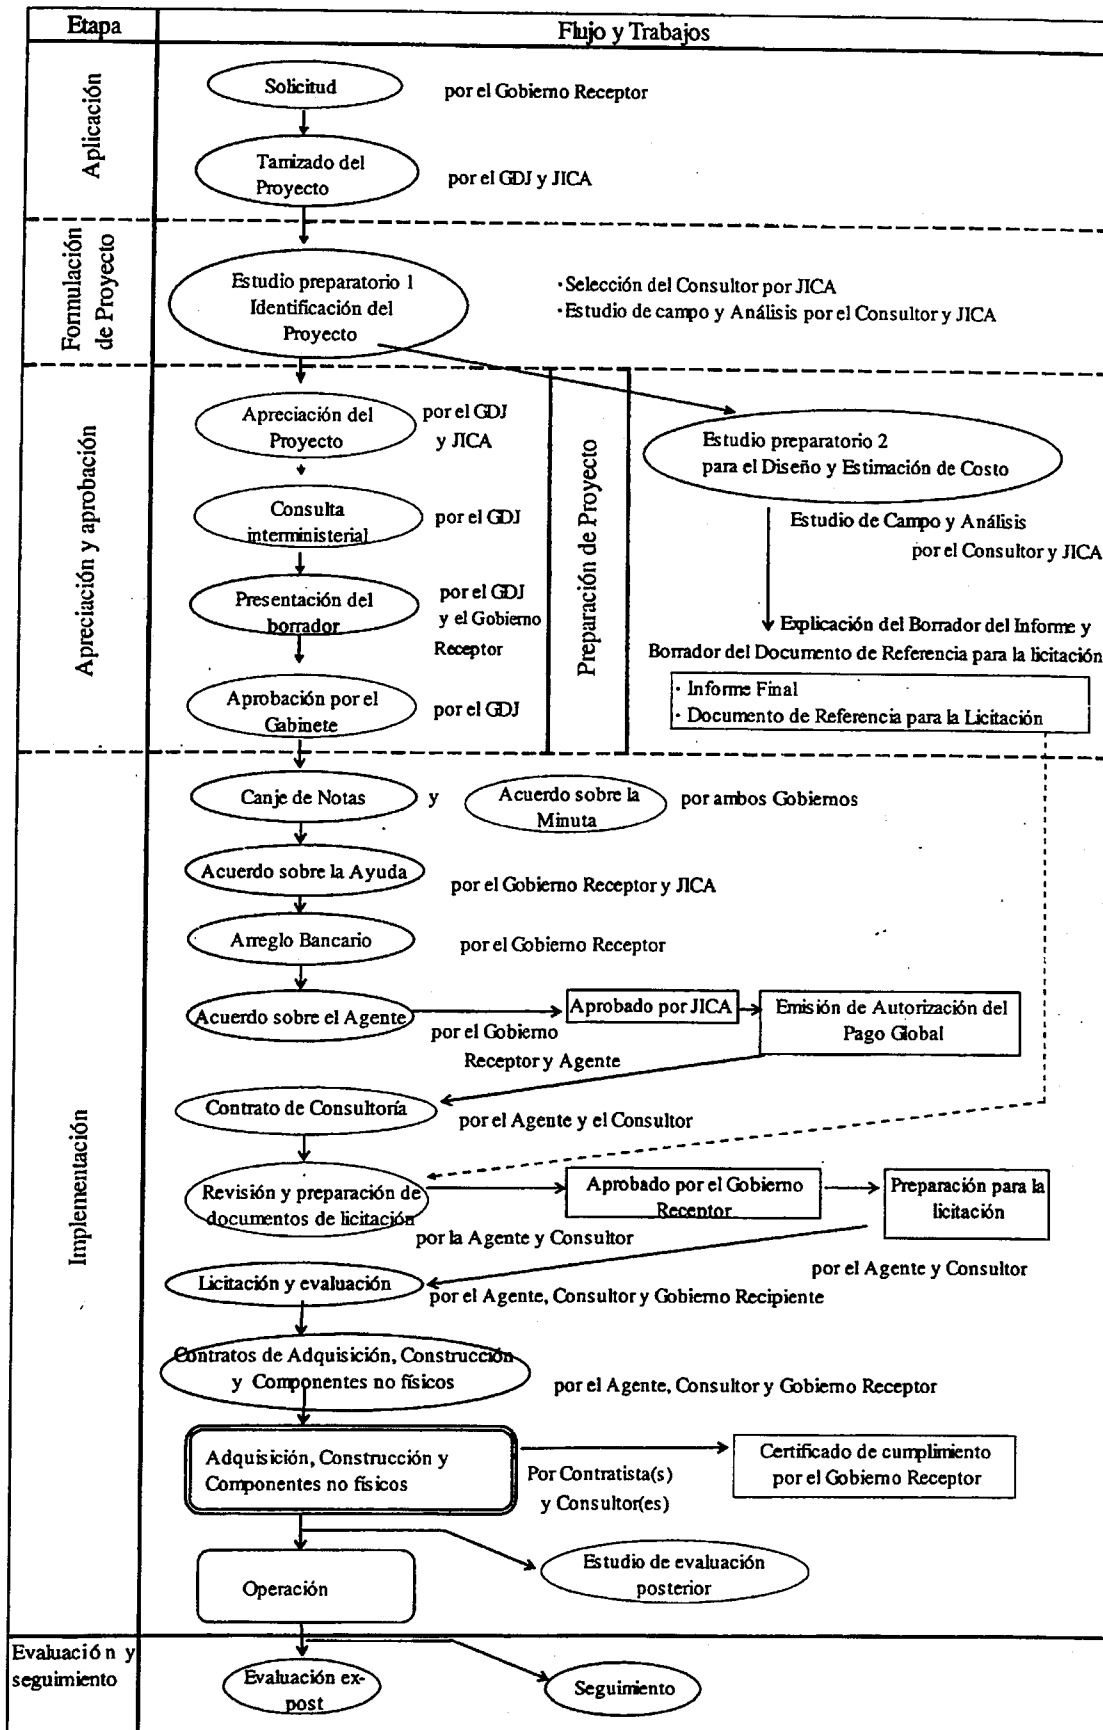 Etapa
Flujo y Trabajos
Aplicación
Solicitud
por el Gobierno Receptor
Tamizado del
Proyecto
por el GDJ y JICA
Formulación
de Proyecto
Estudio preparatorio 1
Identificación del
Proyecto
·Selección del Consultor por JICA
·Estudio de campo y Análisis por el Consultor y JICA
Apreciación y aprobación
Apreciación del
Proyecto
por el GDJ
y JICA
Consulta
interministerial
por el GDJ
Presentación del
borrador
por el GDJ
y el Gobierno
Receptor
Aprobación por el
Gabinete
por el GDJ
Preparación de Proyecto
Estudio preparatorio 2
para el Diseño y Estimación de Costo
Estudio de Campo y Análisis
por el Consultor y JICA
Explicación del Borrador del Informe y
Borrador del Documento de Referencia para la licitación
· Informe Final
· Documento de Referencia para la Licitación
Implementación
Canje de Notas
y
Acuerdo sobre la
Minuta
por ambos Gobiernos
Acuerdo sobre la Ayuda
por el Gobierno Receptor y JICA
Arreglo Bancario
por el Gobierno Receptor
Acuerdo sobre el Agente
por el Gobierno
Receptor y Agente
Aprobado por JICA
Emisión de Autorización del
Pago Global
Contrato de Consultoría
por el Agente y el Consultor
Revisión y preparación de
documentos de licitación
por la Agente y Consultor
Aprobado por el Gobierno
Receptor
Preparación para la
licitación
por el Agente y Consultor
Licitación y evaluación
por el Agente, Consultor y Gobierno Recipiente
Contratos de Adquisición, Construcción
y Componentes no físicos
por el Agente, Consultor y Gobierno Receptor
Adquisición, Construcción y
Componentes no físicos
Por Contratista(s)
y Consultor(es)
Certificado de cumplimiento
por el Gobierno Receptor
Operación
Estudio de evaluación
posterior
Evaluación y
seguimiento
Evaluación ex-
post
Seguimiento